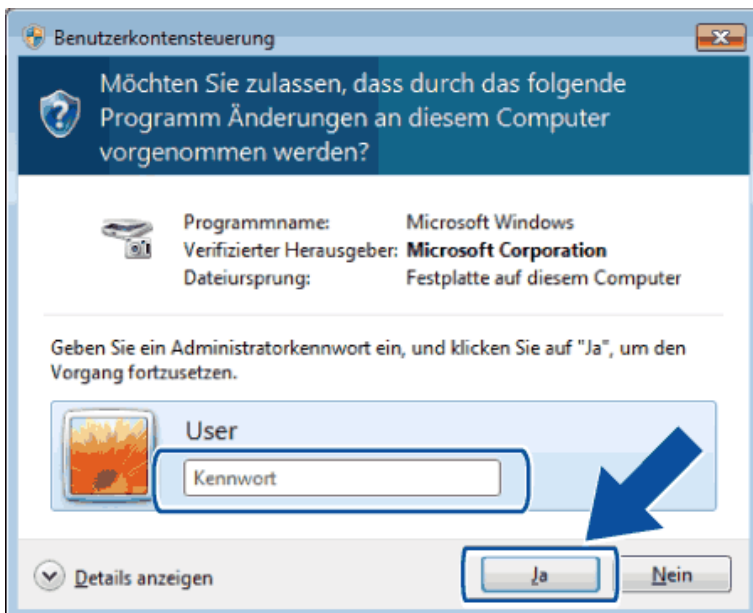 Benutzerkontensteuerung
Möchten Sie zulassen, dass durch das folgende
Programm Änderungen an diesem Computer
vorgenommen werden?
Programmname: Microsoft Windows
Verifizierter Herausgeber: Microsoft Corporation
Dateiursprung: Festplatte auf diesem Computer
Geben Sie ein Administratorkennwort ein, und klicken Sie auf "Ja", um den
Vorgang fortzusetzen.
User
Kennwort
Details anzeigen Ja Nein